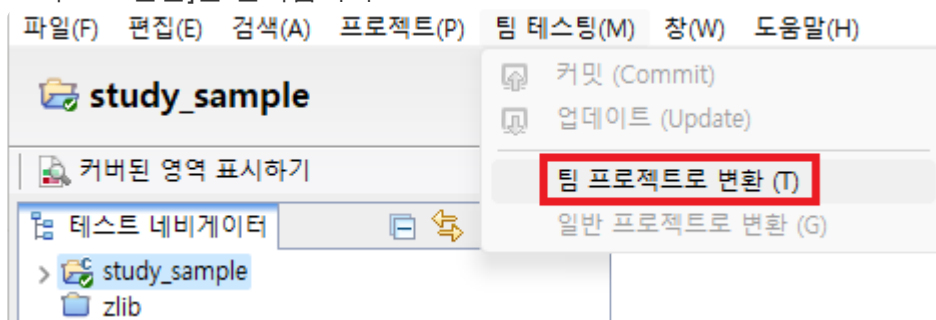 파일(F) 편집(E) 검색(A) 프로젝트(P) 팀 테스팅(M) 창(W) 도움말(H)
study_sample
커밋 (Commit)
업데이트 (Update)
커버된 영역 표시하기
팀 프로젝트로 변환 (T)
테스트 네비게이터
일반 프로젝트로 변환 (G)
study_sample
zlib